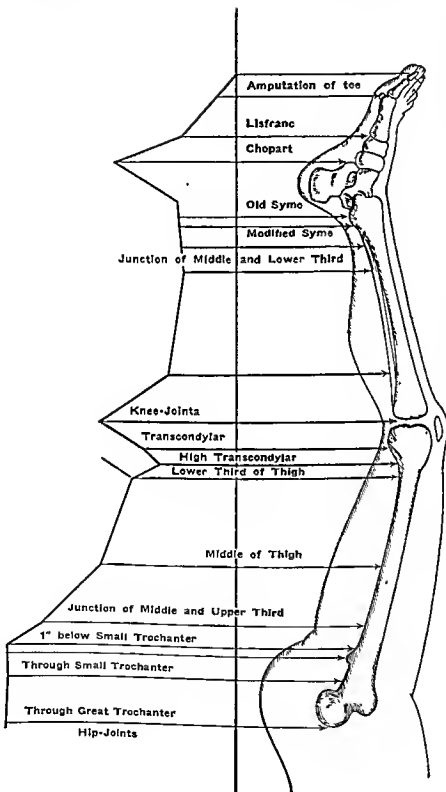 Amputation of toe
Lisfranc
Chopart
Old Syme
Modified Syme
Junction of Middle and Lower Third
Knee-Joints
Transcondylar
High Transcondylar
Lower Third of Thigh
Middle of Thigh
Junction of Middle and Upper Third
1" below Small Trochanter
Through Small Trochanter
Through Great Trochanter
Hip-Joints